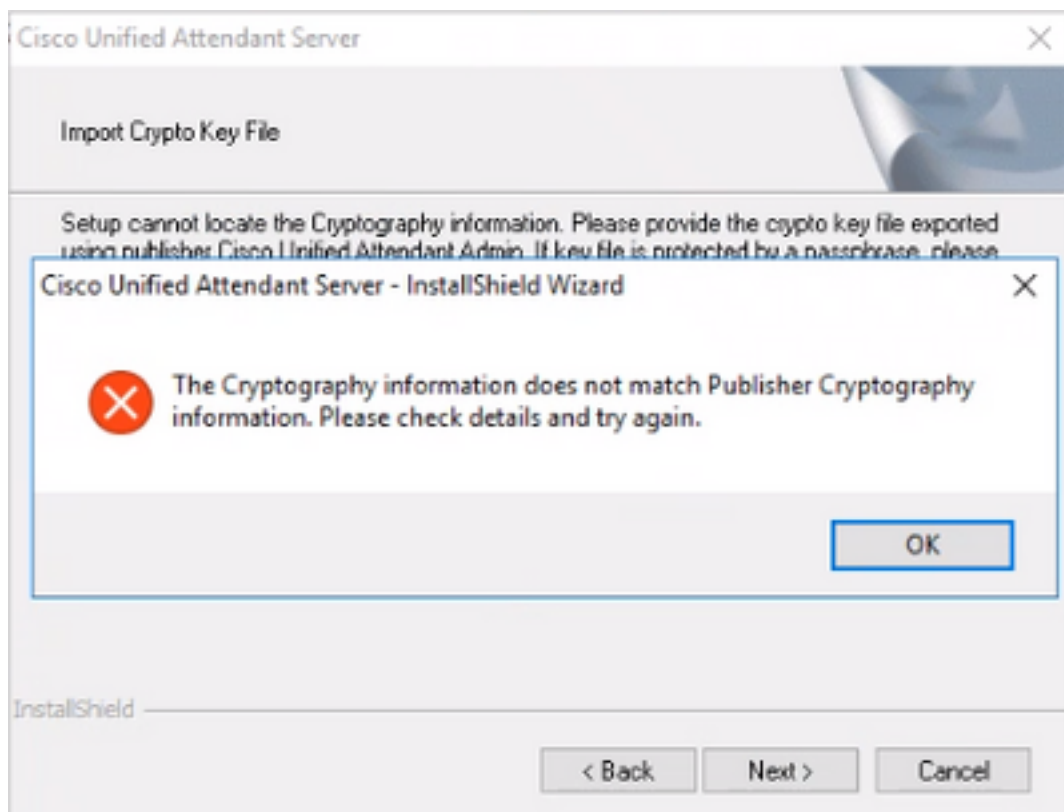 Cisco Unified Attendant Server
Import Crypto Key File
Setup cannot locate the Cryptography information. Please provide the crypto key file exported
using publisher Cisco Unified Attendant Admin. If key file is protected by a passphrase, please
Cisco Unified Attendant Server - InstallShield Wizard
The Cryptography information does not match Publisher Cryptography
information. Please check details and try again.
OK
InstallShield
< Back
Next >
Cancel